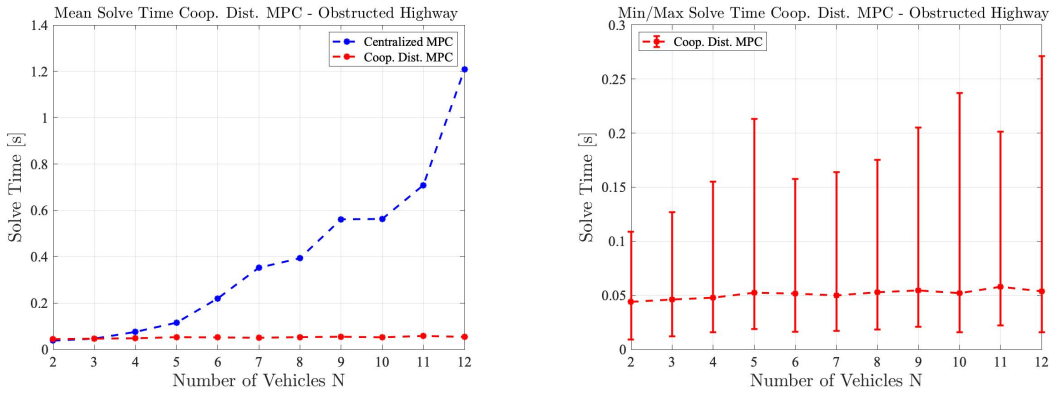 Mean Solve Time Coop. Dist. MPC - Obstructed Highway
1.4
1.2
1
0.8
0.6
0.4
0.2
0
Solve Time [s]
Centralized MPC
Coop. Dist. MPC
2 3 4 5 6 7 8 9 10 11 12
Number of Vehicles N
Min/Max Solve Time Coop. Dist. MPC - Obstructed Highway
0.3
0.25
0.2
0.15
0.1
0.05
0
Solve Time [s]
Coop. Dist. MPC
2 3 4 5 6 7 8 9 10 11 12
Number of Vehicles N